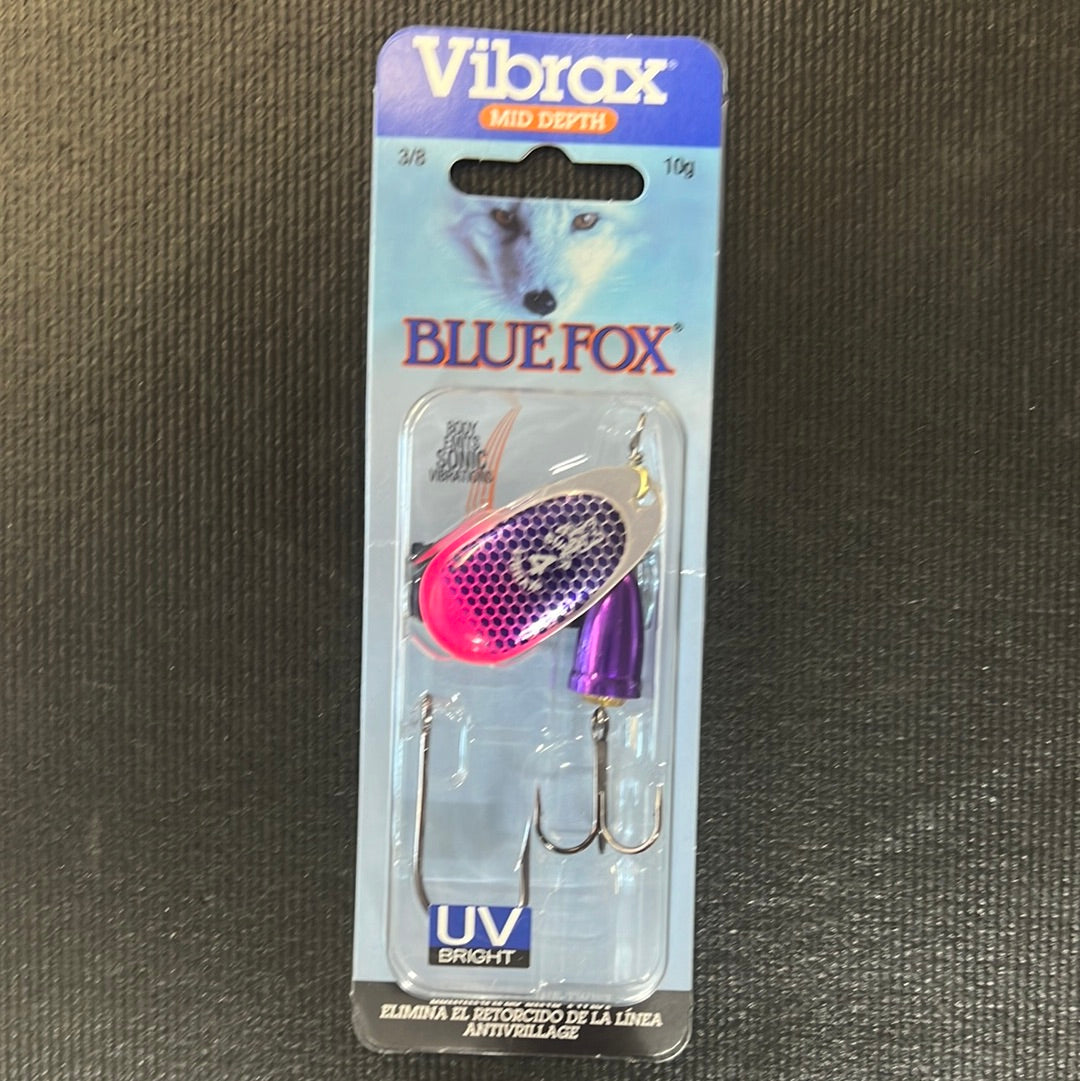 Vibrax®
MID DEPTH
3/8
10g
BLUE FOX®
BODY
EMITS
SONIC
VIBRATIONS
4
UV
BRIGHT
ELIMINA EL RETORCIDO DE LA LÍNEA
ANTIVRILLAGE